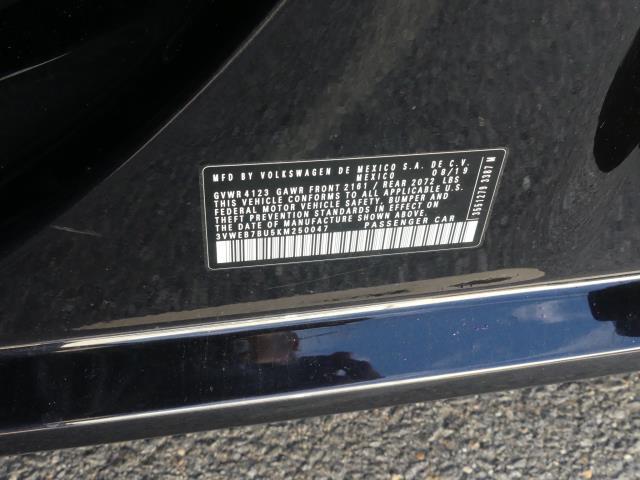 MFD BY VOLKSWAGEN DE MEXICO S.A. DE C.V.
MEXICO 08/19
GVWR 4123 GAWR FRONT 2161 / REAR 2072 LBS
THIS VEHICLE CONFORMS TO ALL APPLICABLE U.S.
FEDERAL MOTOR VEHICLE SAFETY, BUMPER AND
THEFT PREVENTION STANDARDS IN EFFECT ON THE
DATE OF MANUFACTURE SHOWN ABOVE.
3VWEB7BU5KM250047 PASSENGER CAR